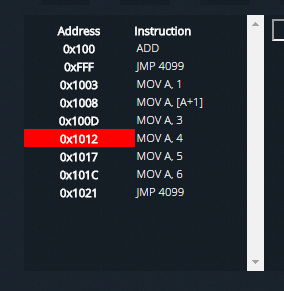 Address Instruction
0x100 ADD
0xFFF JMP 4099
0x1003 MOV A, 1
0x1008 MOV A, [A+1]
0x100D MOV A, 3
0x1012 MOV A, 4
0x1017 MOV A, 5
0x101C MOV A, 6
0x1021 JMP 4099